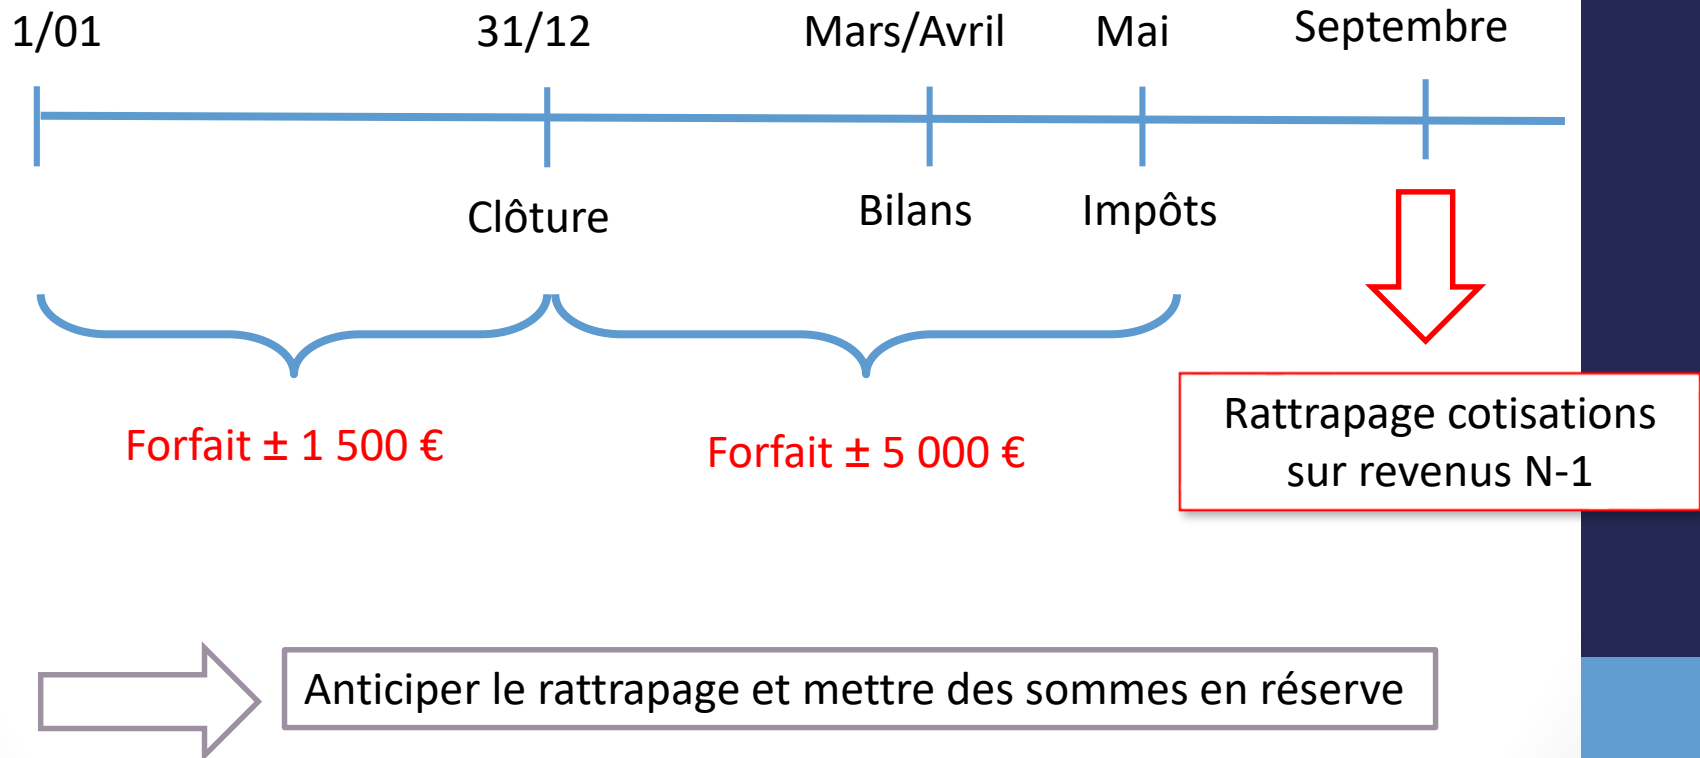 1/01
31/12
Mars/Avril
Mai
Septembre
Clôture
Bilans
Impôts
Forfait ± 1 500 €
Forfait ± 5 000 €
Rattrapage cotisations
sur revenus N-1
Anticiper le rattrapage et mettre des sommes en réserve